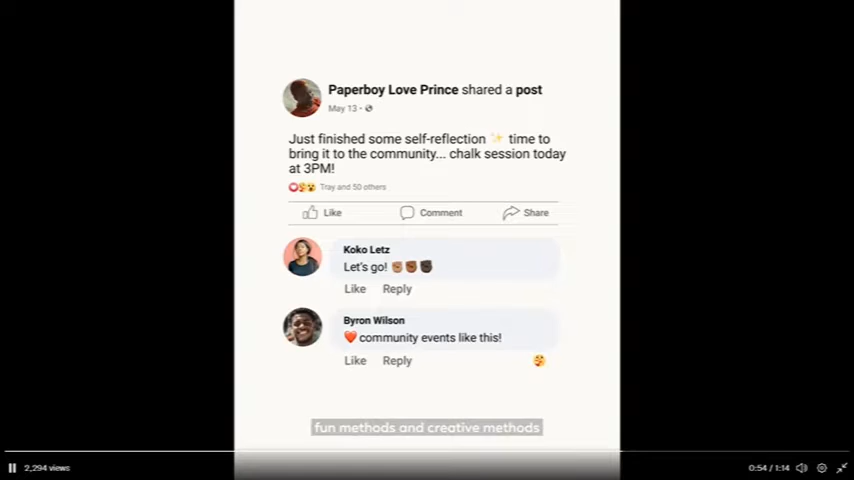 Paperboy Love Prince shared a post
May 13 ·
Just finished some self-reflection ✨ time to
bring it to the community... chalk session today
at 3PM!
Tray and 50 others
Like Comment Share
Koko Letz
Let's go! ✊🏼✊🏾✊🏿
Like Reply
Byron Wilson
❤️ community events like this!
Like Reply
fun methods and creative methods
2,294 views 0:54 / 1:14